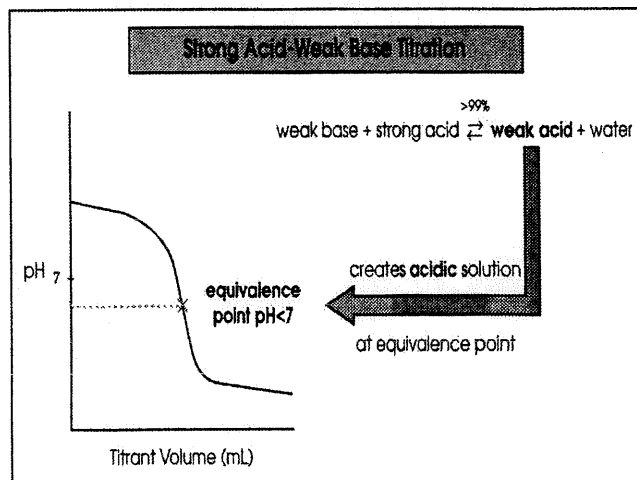 Strong Acid-Weak Base Titration
>99%
weak base + strong acid ⇄ weak acid + water
pH 7
equivalence
point pH<7
creates acidic solution
at equivalence point
Titrant Volume (mL)